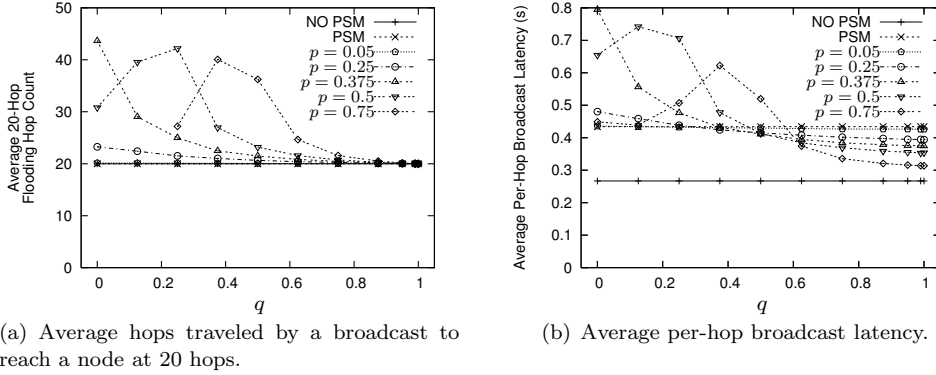 Average 20-Hop
Flooding Hop Count
50
40
30
20
10
0
NO PSM
PSM
p = 0.05
p = 0.25
p = 0.375
p = 0.5
p = 0.75
0 0.2 0.4 0.6 0.8 1
q
(a) Average hops traveled by a broadcast to
reach a node at 20 hops.
Average Per-Hop Broadcast Latency (s)
0.8
0.7
0.6
0.5
0.4
0.3
0.2
0.1
0
NO PSM
PSM
p = 0.05
p = 0.25
p = 0.375
p = 0.5
p = 0.75
0 0.2 0.4 0.6 0.8 1
q
(b) Average per-hop broadcast latency.